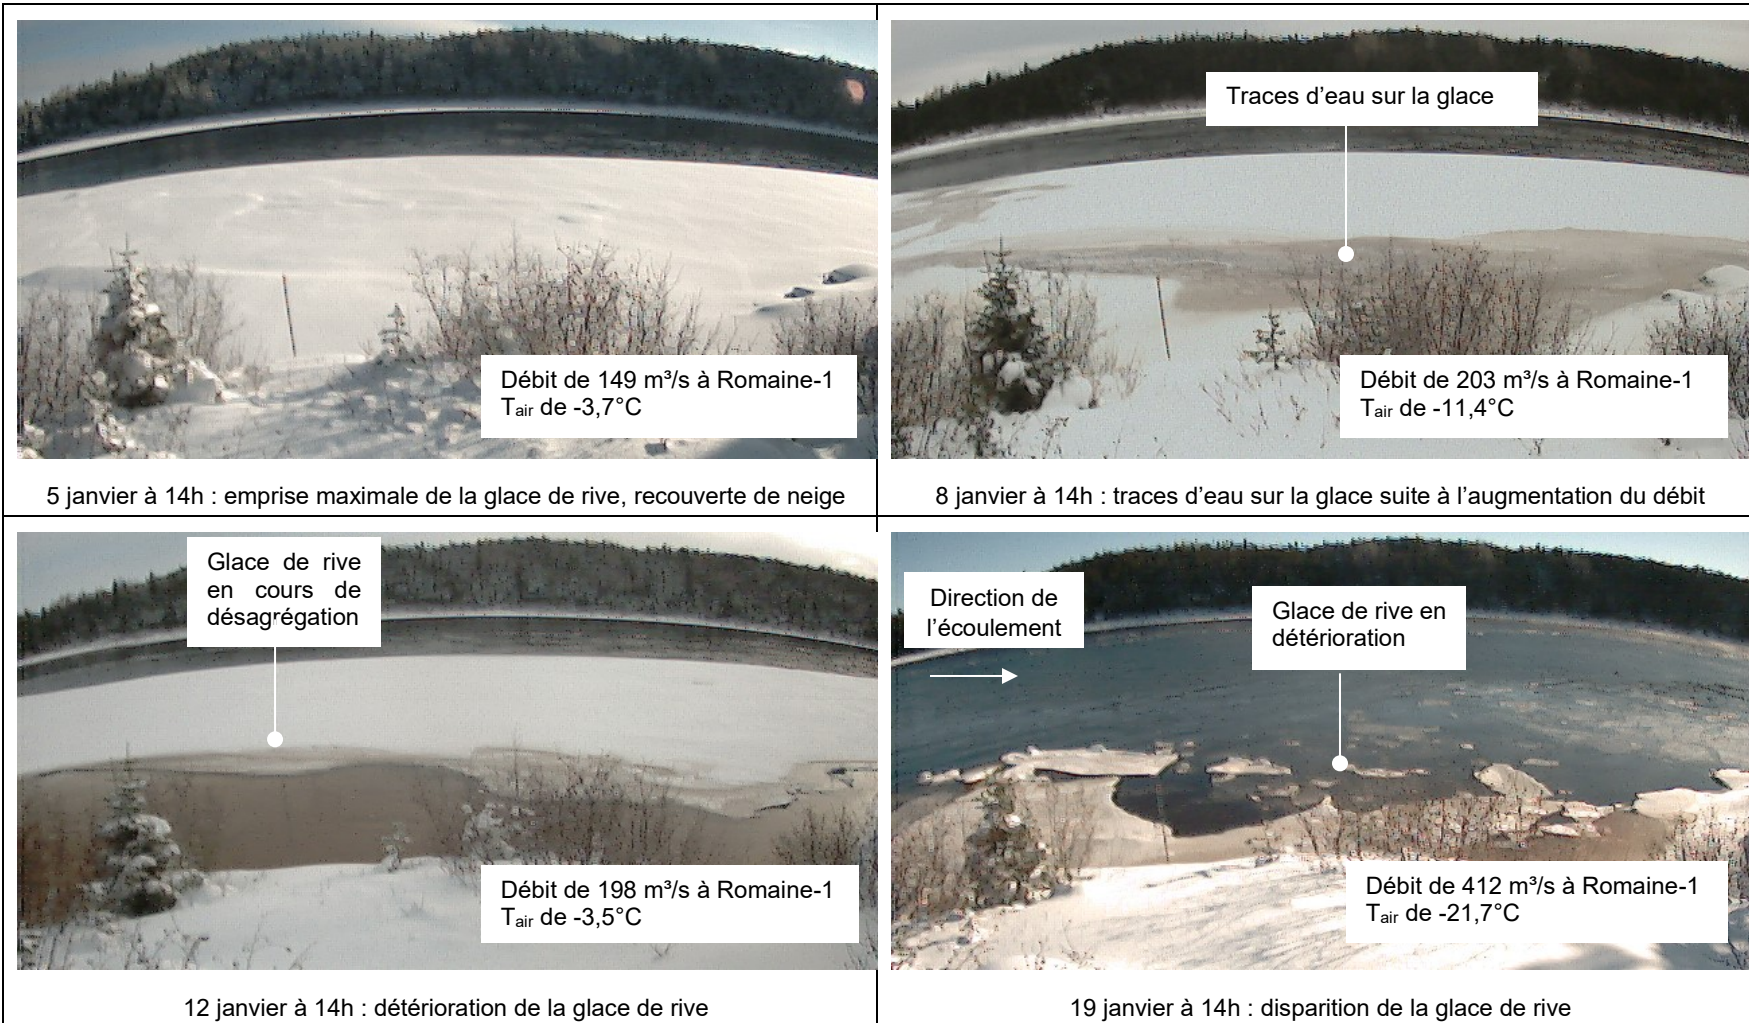 Traces d'eau sur la glace
Débit de 149 m³/s à Romaine-1
Tair de -3,7°C
Débit de 203 m³/s à Romaine-1
Tair de -11,4°C
5 janvier à 14h : emprise maximale de la glace de rive, recouverte de neige
8 janvier à 14h : traces d'eau sur la glace suite à l'augmentation du débit
Glace de rive
en cours de
désagrégation
Direction de
l'écoulement
Glace de rive en
détérioration
Débit de 198 m³/s à Romaine-1
Tair de -3,5°C
Débit de 412 m³/s à Romaine-1
Tair de -21,7°C
12 janvier à 14h : détérioration de la glace de rive
19 janvier à 14h : disparition de la glace de rive